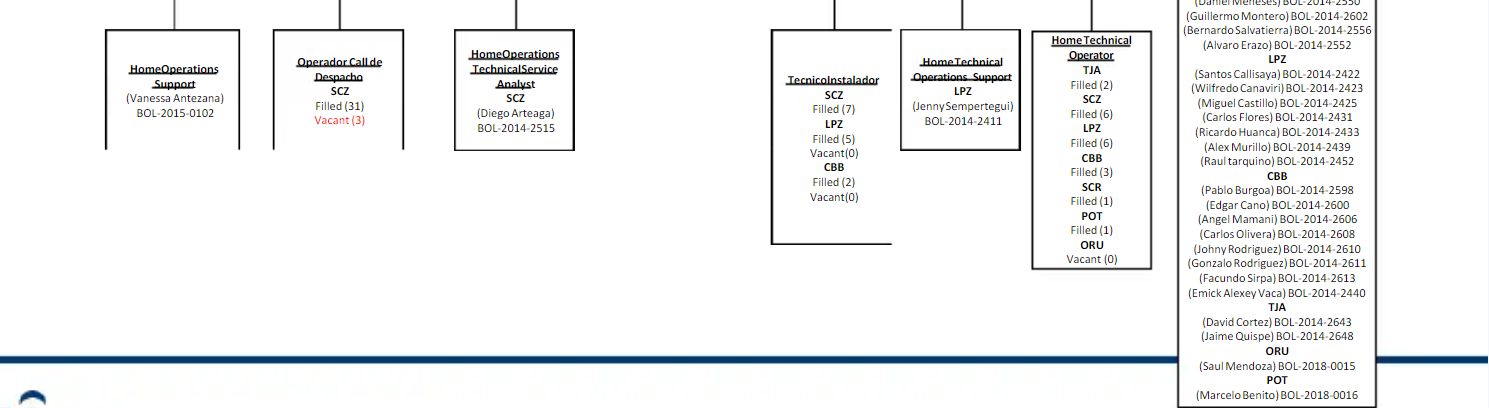 HomeOperations
Support
(Vanessa Antezana)
BOL-2015-0102
Operador Call de
Despacho
SCZ
Filled (31)
Vacant (3)
HomeOperations
TechnicalService
Analyst
SCZ
(Diego Arteaga)
BOL-2014-2515
TecnicoInstalador
SCZ
Filled (7)
LPZ
Filled (5)
Vacant(0)
CBB
Filled (2)
Vacant(0)
HomeTechnical
Operations Support
LPZ
(Jenny Sempertegui)
BOL-2014-2411
Home Technical
Operator
TJA
Filled (2)
SCZ
Filled (6)
LPZ
Filled (6)
CBB
Filled (3)
SCR
Filled (1)
POT
Filled (1)
ORU
Vacant (0)
(Daniel Meneses) BOL-2014-2550
(Guillermo Montero) BOL-2014-2602
(Bernardo Salvatierra) BOL-2014-2556
(Alvaro Erazo) BOL-2014-2552
LPZ
(Santos Callisaya) BOL-2014-2422
(Wilfredo Canaviri) BOL-2014-2423
(Miguel Castillo) BOL-2014-2425
(Carlos Flores) BOL-2014-2431
(Ricardo Huanca) BOL-2014-2433
(Alex Murillo) BOL-2014-2439
(Raul tarquino) BOL-2014-2452
CBB
(Pablo Burgoa) BOL-2014-2598
(Edgar Cano) BOL-2014-2600
(Angel Mamani) BOL-2014-2606
(Carlos Olivera) BOL-2014-2608
(Johny Rodriguez) BOL-2014-2610
(Gonzalo Rodriguez) BOL-2014-2611
(Facundo Sirpa) BOL-2014-2613
(Emick Alexey Vaca) BOL-2014-2440
TJA
(David Cortez) BOL-2014-2643
(Jaime Quispe) BOL-2014-2648
ORU
(Saul Mendoza) BOL-2018-0015
POT
(Marcelo Benito) BOL-2018-0016